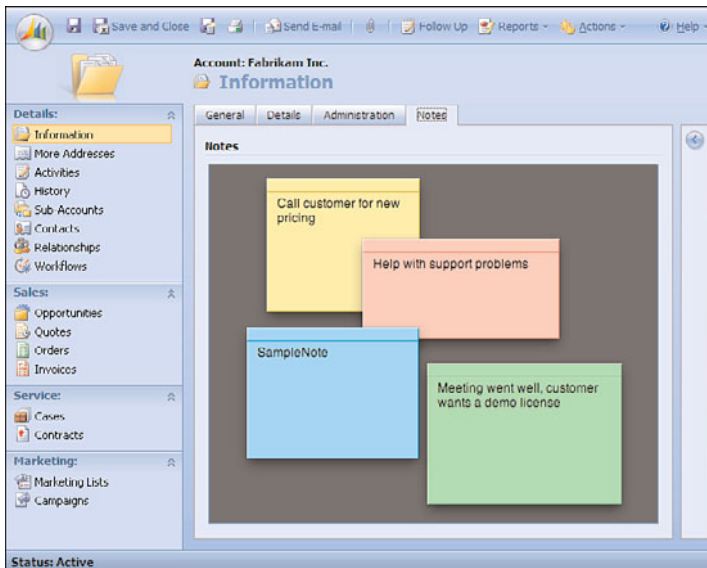 Save and Close
Send E-mail
Follow Up
Reports
Actions
Help
Account: Fabrikam Inc.
Information
Details:
Information
More Addresses
Activities
History
Sub-Accounts
Contacts
Relationships
Workflows
Sales:
Opportunities
Quotes
Orders
Invoices
Service:
Cases
Contracts
Marketing:
Marketing Lists
Campaigns
General
Details
Administration
Notes
Notes
Call customer for new
pricing
Help with support problems
SampleNote
Meeting went well, customer
wants a demo license
Status: Active